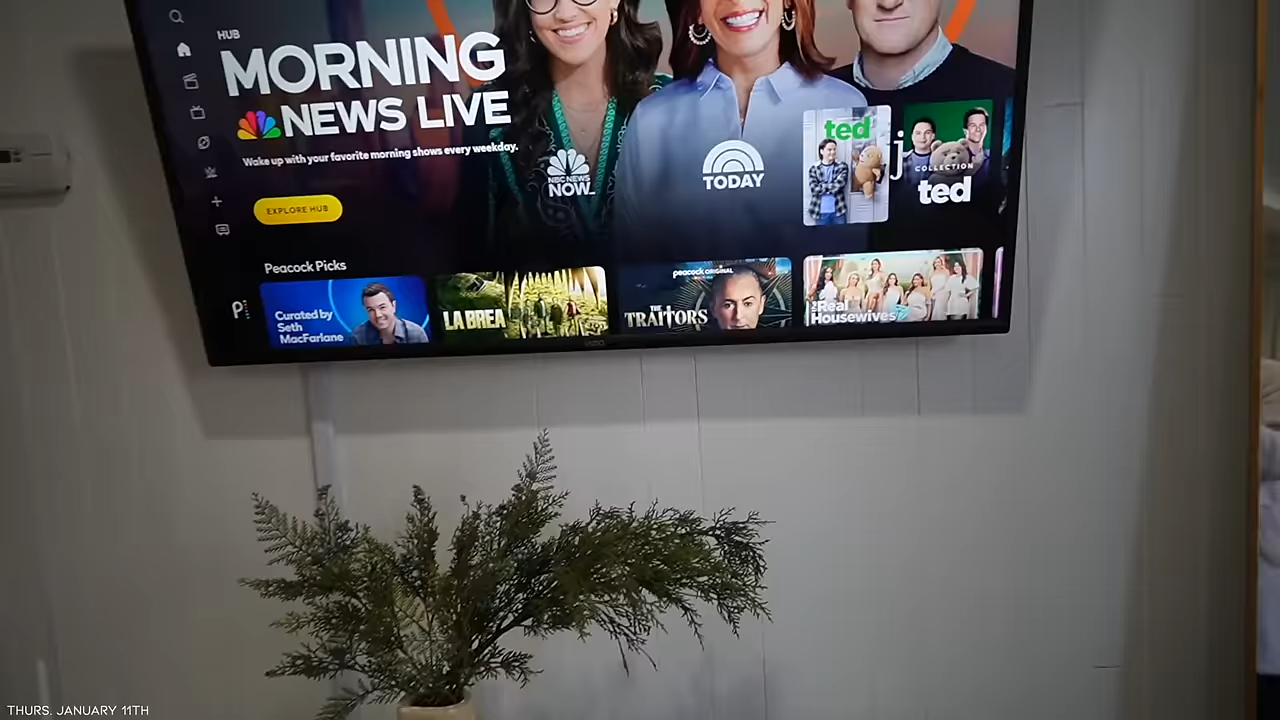 HUB
MORNING
NEWS LIVE
Wake up with your favorite morning shows every weekday.
EXPLORE HUB
NBC NEWS
NOW
TODAY
ted
j
COLLECTION
ted
Peacock Picks
Curated by
Seth
MacFarlane
LA BREA
peacock ORIGINAL
THE
TRAITORS
THE
Real
Housewives
P
VIZIO
THURS. JANUARY 11TH